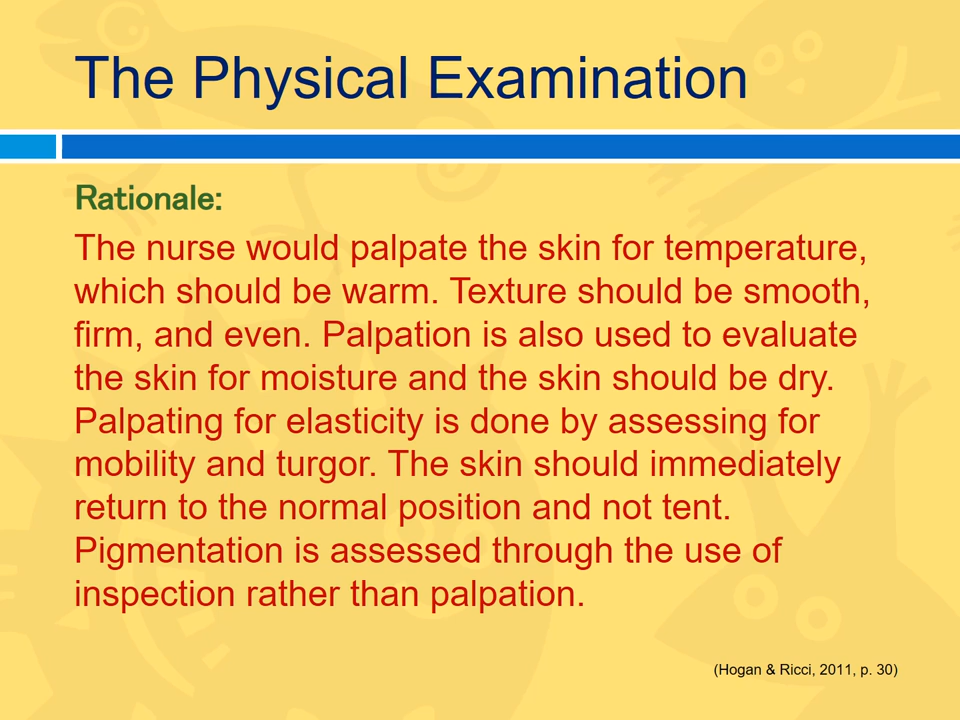 The Physical Examination
Rationale:
The nurse would palpate the skin for temperature,
which should be warm. Texture should be smooth,
firm, and even. Palpation is also used to evaluate
the skin for moisture and the skin should be dry.
Palpating for elasticity is done by assessing for
mobility and turgor. The skin should immediately
return to the normal position and not tent.
Pigmentation is assessed through the use of
inspection rather than palpation.
(Hogan & Ricci, 2011, p. 30)